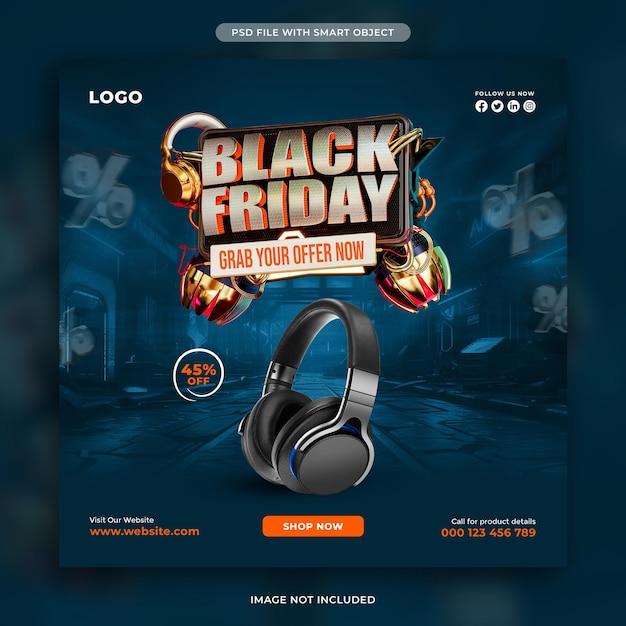 PSD FILE WITH SMART OBJECT
LOGO
FOLLOW US NOW
BLACK
FRIDAY
GRAB YOUR OFFER NOW
%
%
%
%
45%
OFF
Visit Our Website
www.website.com
SHOP NOW
Call for product details
000 123 456 789
IMAGE NOT INCLUDED